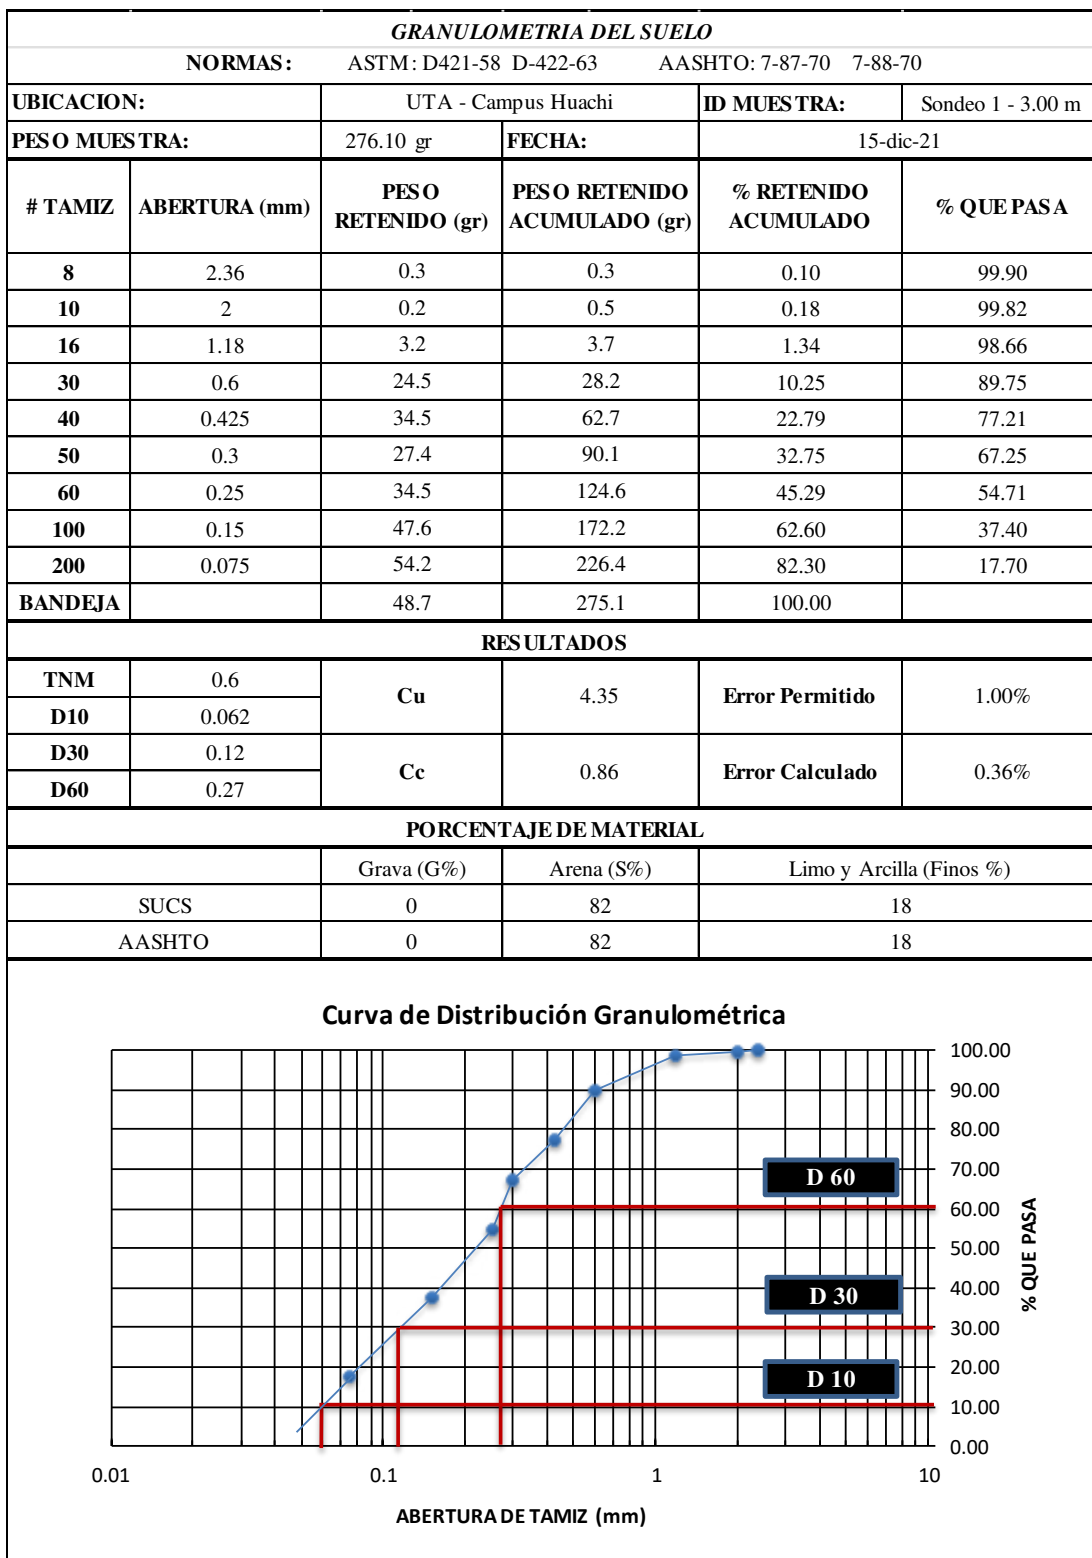 GRANULOMETRIA DEL SUELO
NORMAS: ASTM: D421-58 D-422-63 AASHTO: 7-87-70 7-88-70
UBICACION: UTA - Campus Huachi ID MUESTRA: Sondeo 1 - 3.00 m
PESO MUESTRA: 276.10 gr FECHA: 15-dic-21
# TAMIZ ABERTURA (mm) PESO RETENIDO (gr) PESO RETENIDO ACUMULADO (gr) % RETENIDO ACUMULADO % QUE PASA
8 2.36 0.3 0.3 0.10 99.90
10 2 0.2 0.5 0.18 99.82
16 1.18 3.2 3.7 1.34 98.66
30 0.6 24.5 28.2 10.25 89.75
40 0.425 34.5 62.7 22.79 77.21
50 0.3 27.4 90.1 32.75 67.25
60 0.25 34.5 124.6 45.29 54.71
100 0.15 47.6 172.2 62.60 37.40
200 0.075 54.2 226.4 82.30 17.70
BANDEJA 48.7 275.1 100.00
RESULTADOS
TNM 0.6 Cu 4.35 Error Permitido 1.00%
D10 0.062
D30 0.12 Cc 0.86 Error Calculado 0.36%
D60 0.27
PORCENTAJE DE MATERIAL
Grava (G%) Arena (S%) Limo y Arcilla (Finos %)
SUCS 0 82 18
AASHTO 0 82 18
Curva de Distribución Granulométrica
100.00
90.00
80.00
70.00
D 60
60.00
50.00
40.00
D 30
30.00
20.00
D 10
10.00
0.00
% QUE PASA
0.01 0.1 1 10
ABERTURA DE TAMIZ (mm)